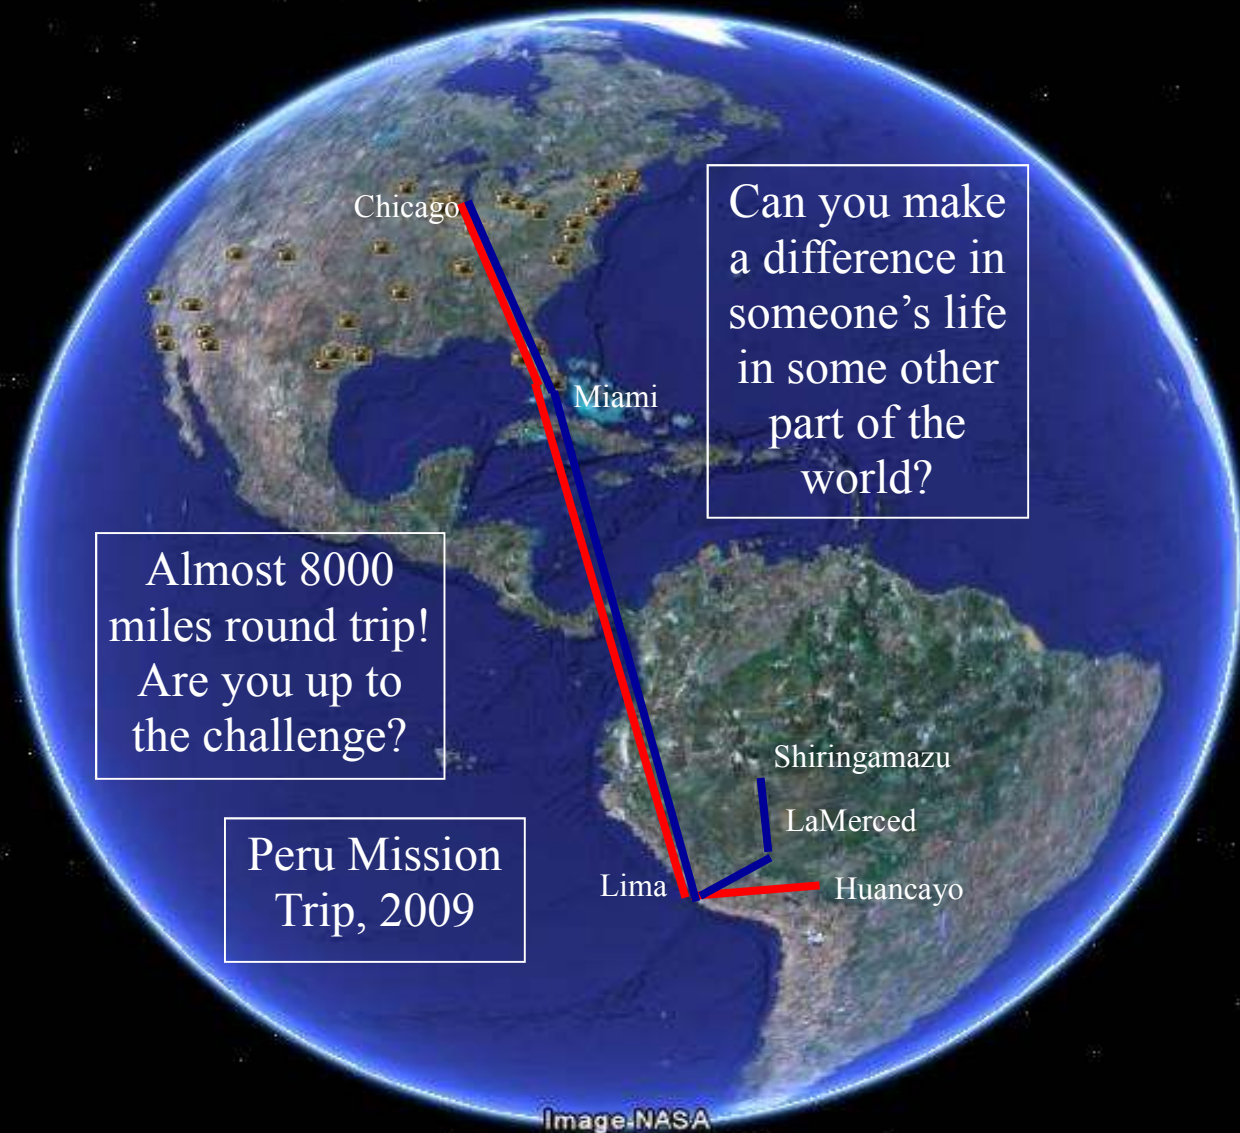 Chicago
Can you make
a difference in
someone’s life
in some other
part of the
world?
Miami
Almost 8000
miles round trip!
Are you up to
the challenge?
Shiringamazu
LaMerced
Peru Mission
Trip, 2009
Lima
Huancayo
Image NASA